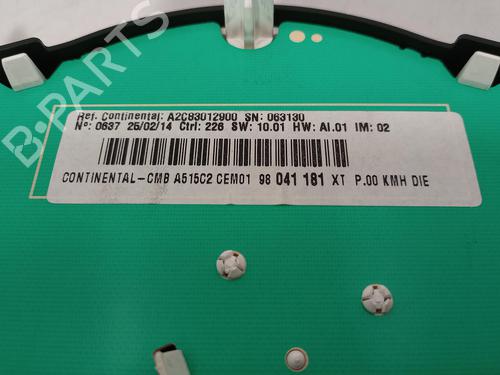 Ref. Continental: A2C83012900 SN: 063130
Nº: 0637 25/02/14 Ctrl: 226 SW: 10.01 HW: AI.01 IM: 02
CONTINENTAL-CMB A515C2 CEM01 98 041 181 XT P.00 KMH DIE
B-PARTS